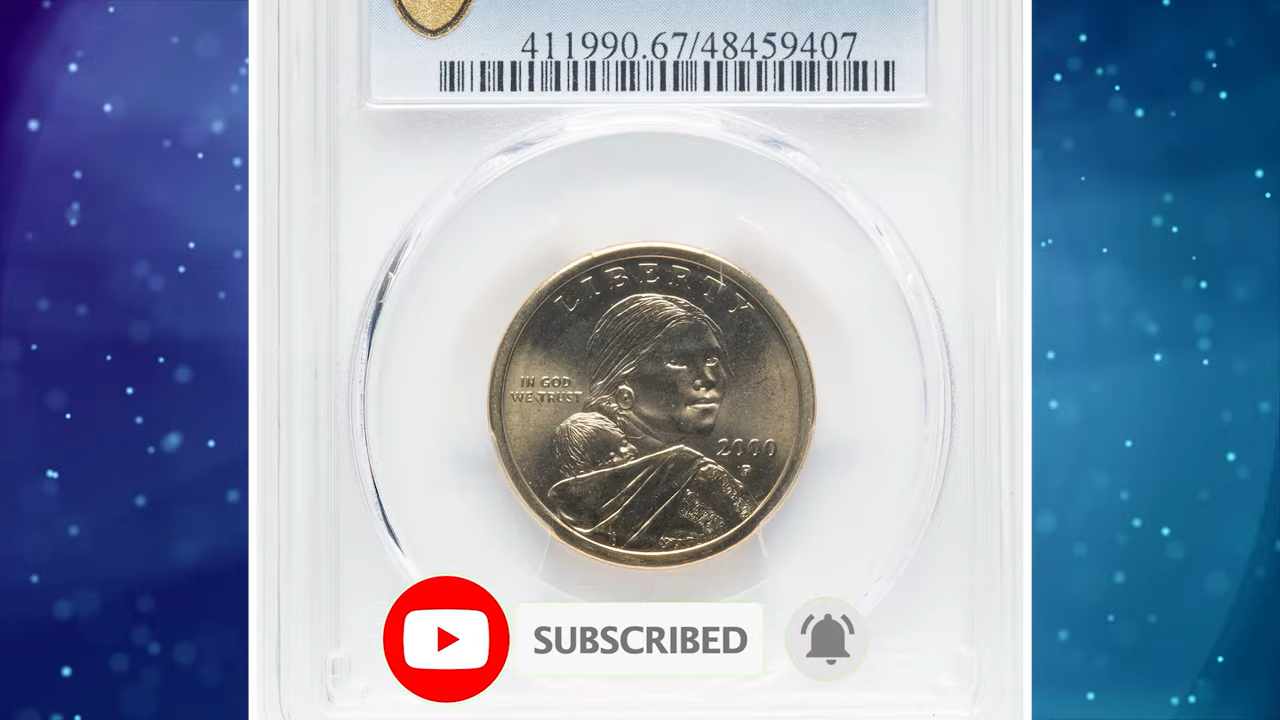 411990.67/48459407
LIBERTY
IN GOD
WE TRUST
2000
P
SUBSCRIBED